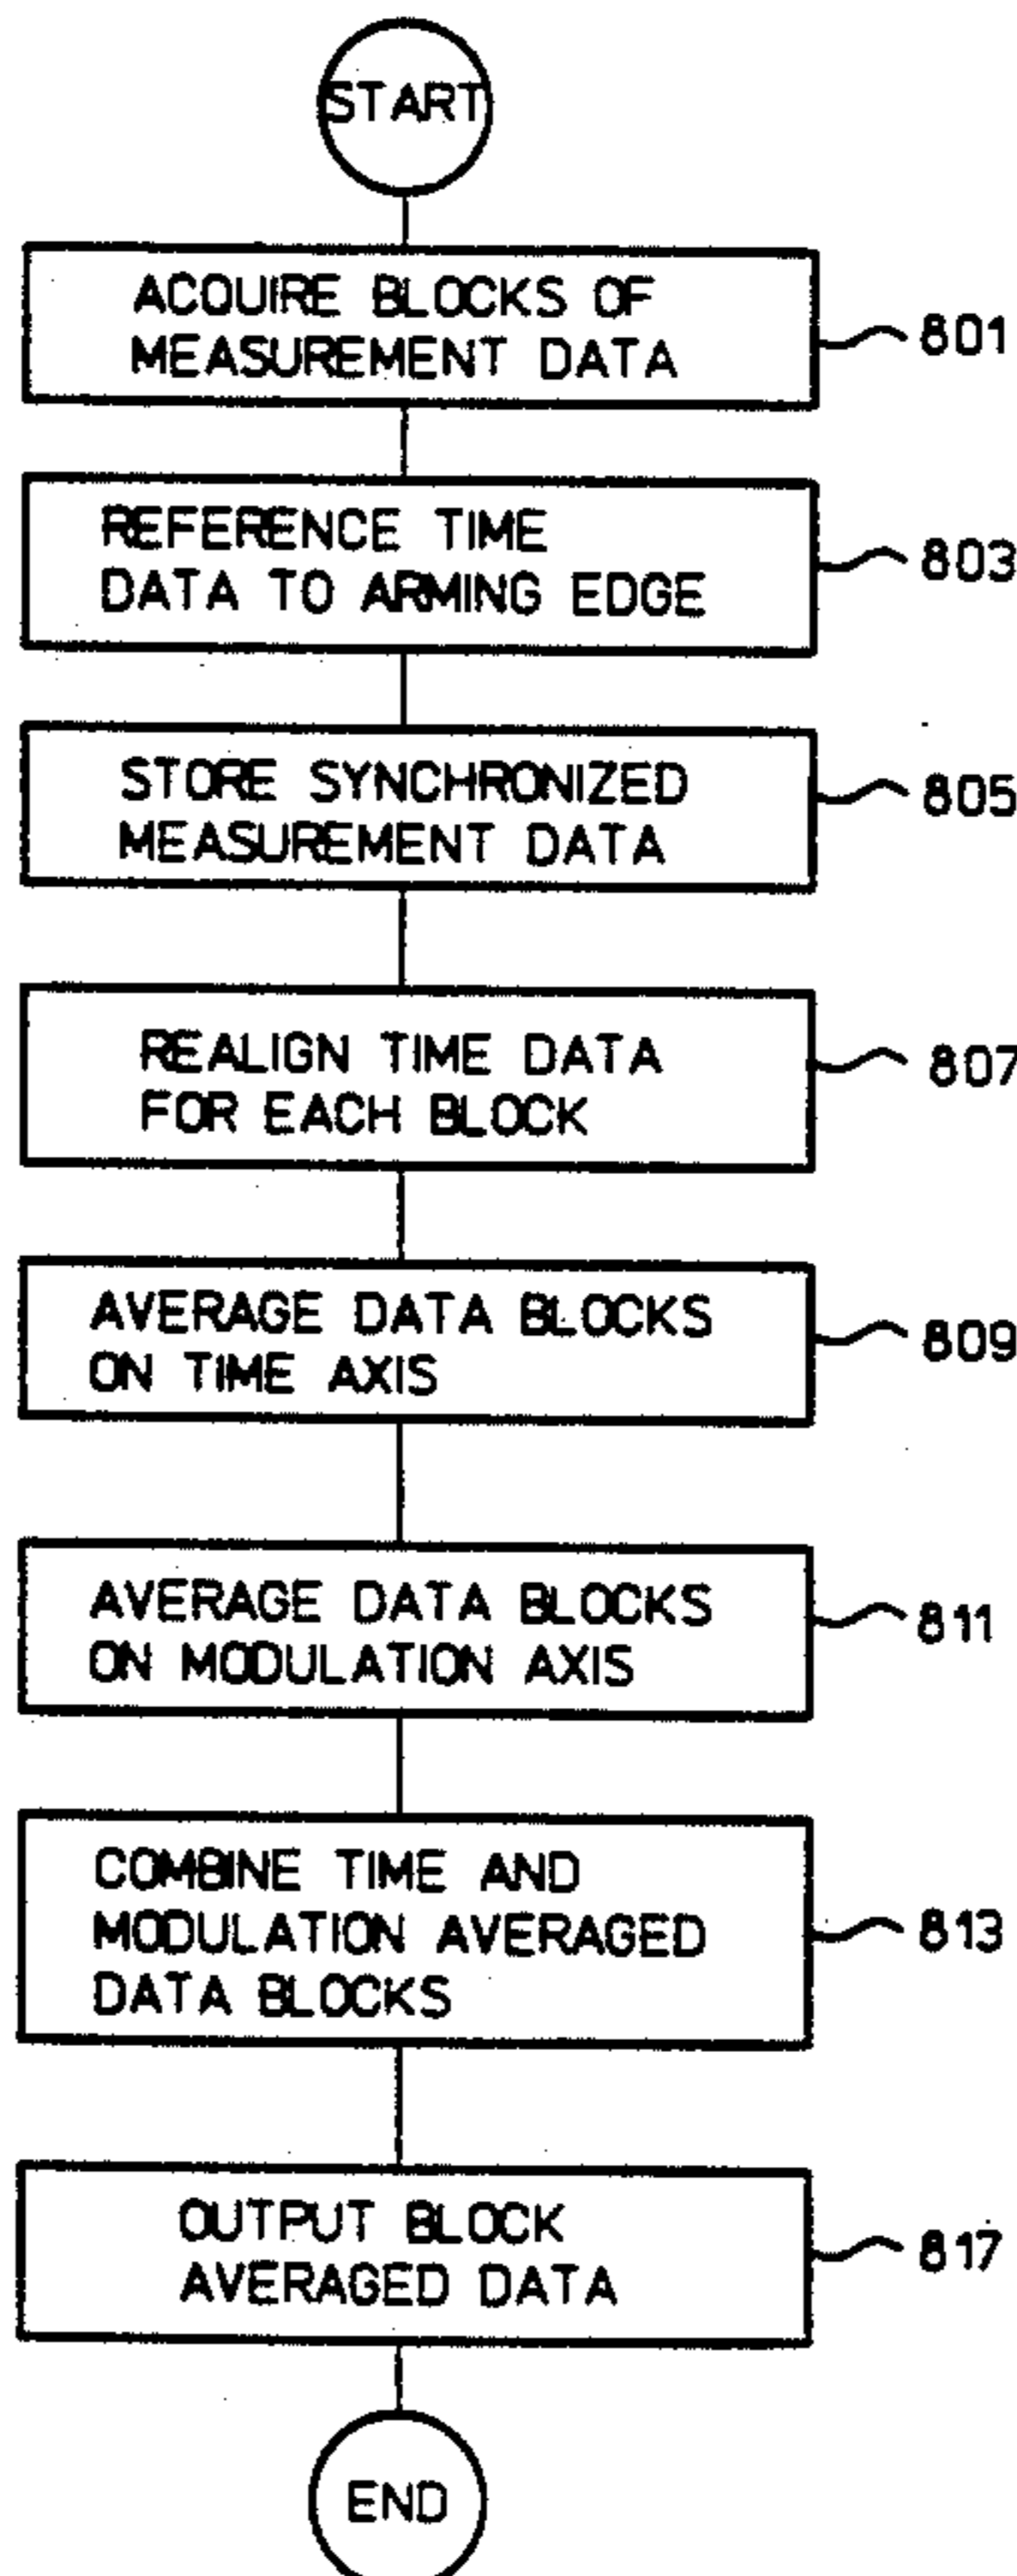 START
ACQUIRE BLOCKS OF
MEASUREMENT DATA
801
REFERENCE TIME
DATA TO ARMING EDGE
803
STORE SYNCHRONIZED
MEASUREMENT DATA
805
REALIGN TIME DATA
FOR EACH BLOCK
807
AVERAGE DATA BLOCKS
ON TIME AXIS
809
AVERAGE DATA BLOCKS
ON MODULATION AXIS
811
COMBINE TIME AND
MODULATION AVERAGED
DATA BLOCKS
813
OUTPUT BLOCK
AVERAGED DATA
817
END